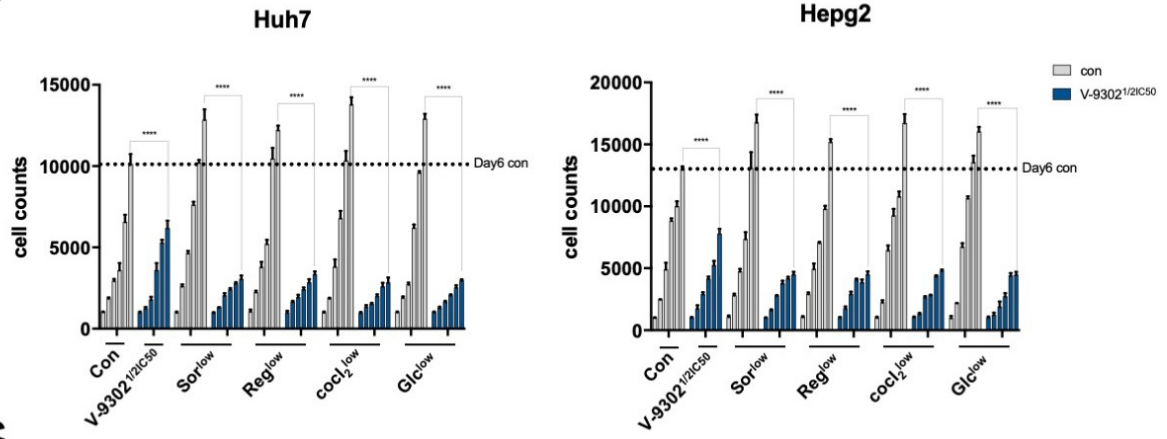 Huh7
Hepg2
15000
10000
5000
0
cell counts
****
****
****
****
****
Day6 con
Con
V-9302^1/2IC50
Sor^low
Reg^low
cocl₂^low
Glc^low
20000
15000
10000
5000
0
cell counts
****
****
****
****
****
Day6 con
Con
V-9302^1/2IC50
Sor^low
Reg^low
cocl₂^low
Glc^low
con
V-9302^1/2IC50